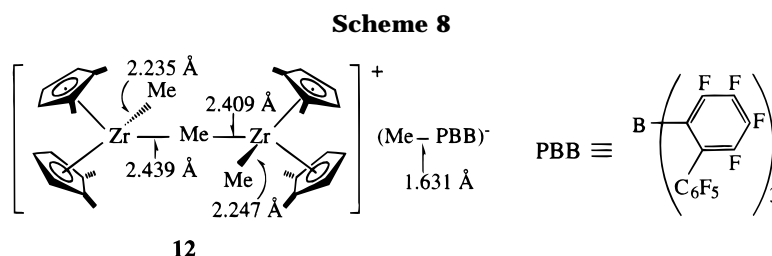 Scheme 8
+
2.235 Å
Me
2.409 Å
F
F
Zr
Me
Zr
(Me – PBB)⁻
PBB ≡
B
F
2.439 Å
Me
1.631 Å
F
2.247 Å
C₆F₅
3
12